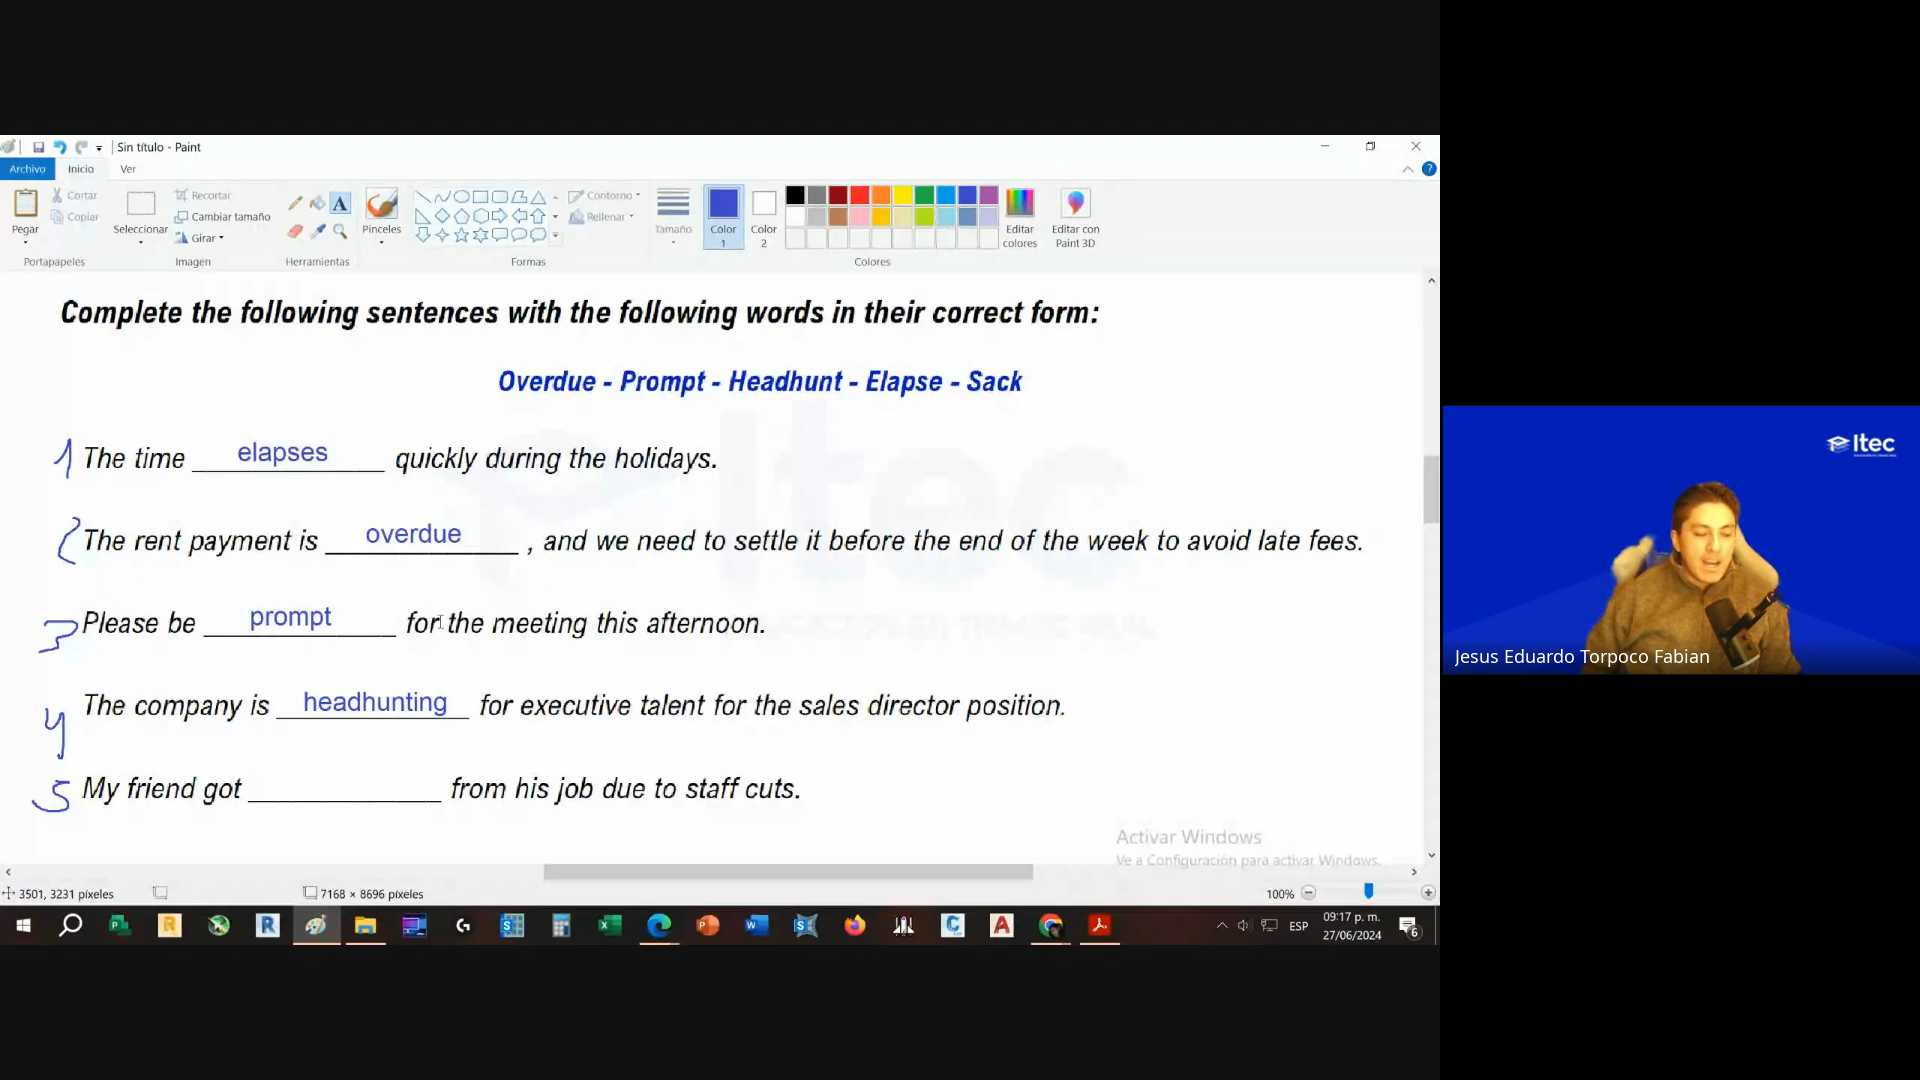 Sin título - Paint
Archivo Inicio Ver
Pegar
Cortar
Copiar
Portapapeles
Seleccionar
Recortar
Cambiar tamaño
Girar
Imagen
A
Herramientas
Pinceles
Contorno
Rellenar
Formas
Tamaño
Color 1
Color 2
Editar colores
Editar con Paint 3D
Colores
Complete the following sentences with the following words in their correct form:
Overdue - Prompt - Headhunt - Elapse - Sack
1 The time elapses quickly during the holidays.
2 The rent payment is overdue , and we need to settle it before the end of the week to avoid late fees.
3 Please be prompt for the meeting this afternoon.
4 The company is headhunting for executive talent for the sales director position.
5 My friend got ____________ from his job due to staff cuts.
Itec
Activar Windows
Ve a Configuración para activar Windows.
3501, 3231 píxeles
7168 × 8696 píxeles
100%
ESP
09:17 p. m.
27/06/2024
6
Itec
Jesus Eduardo Torpoco Fabian